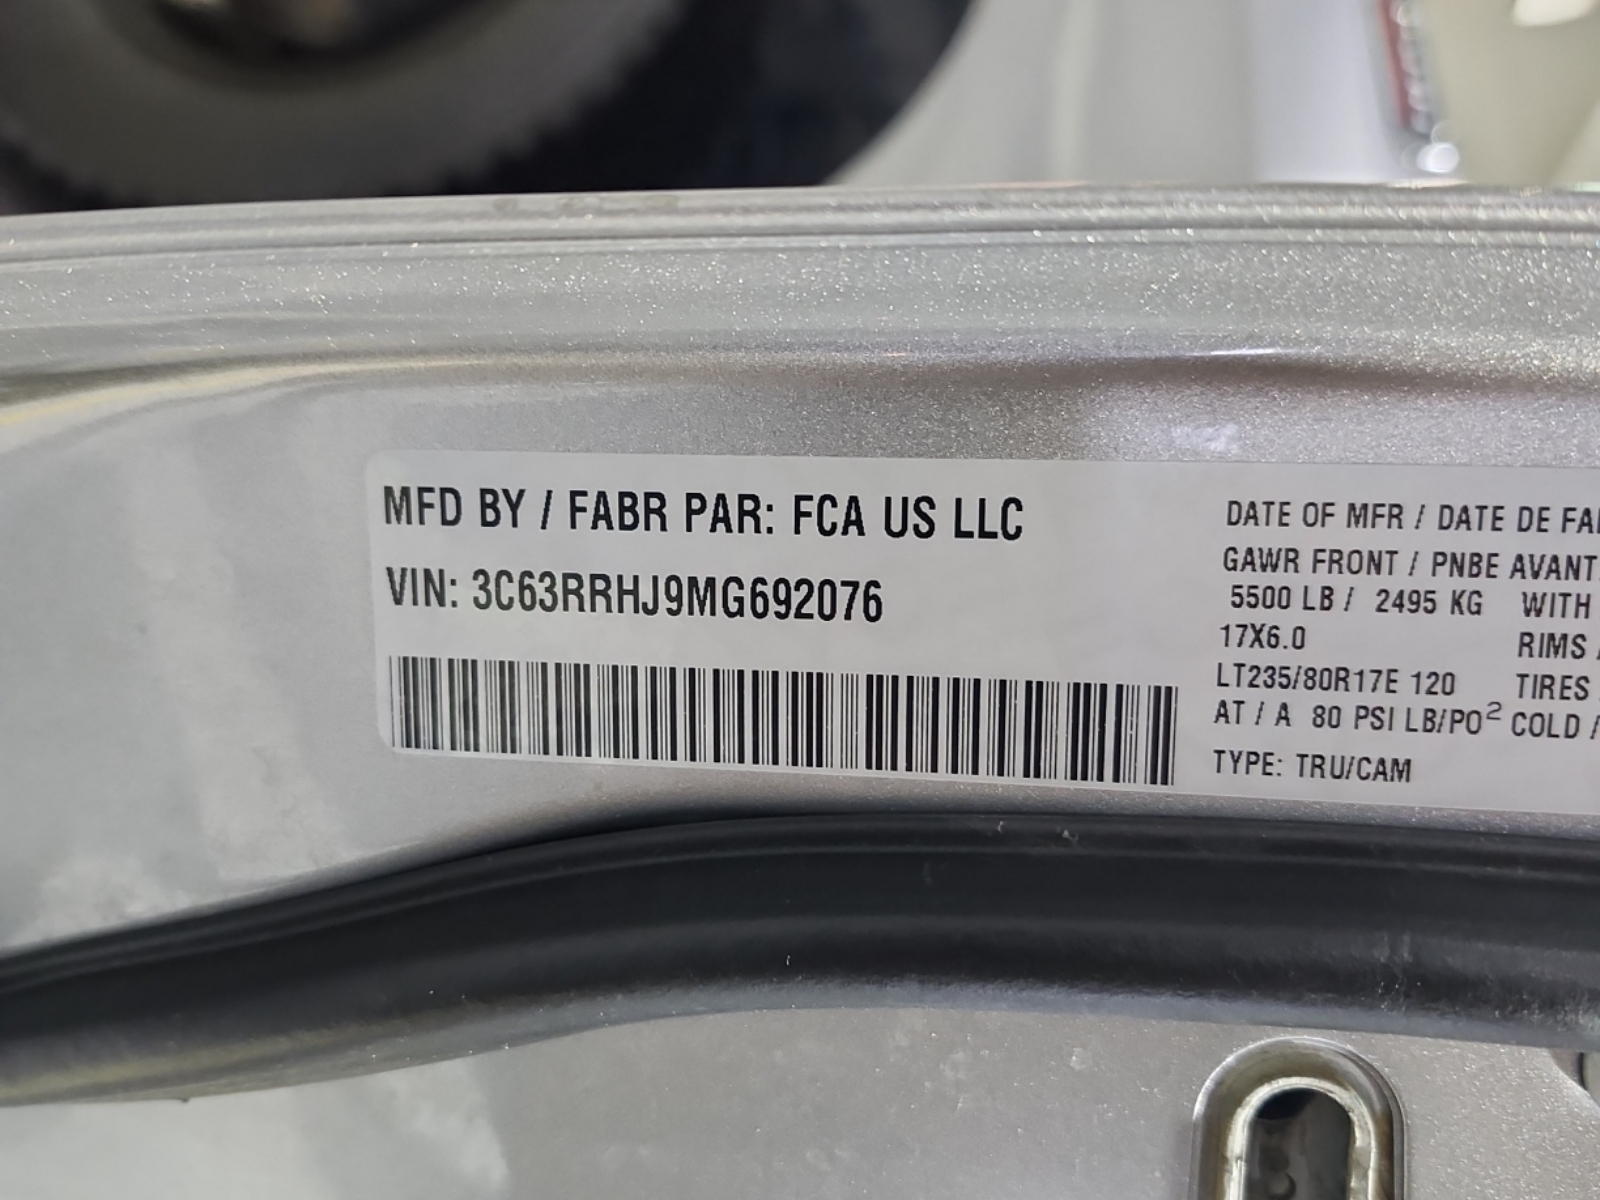 MFD BY / FABR PAR: FCA US LLC
VIN: 3C63RRHJ9MG692076
DATE OF MFR / DATE DE FA
GAWR FRONT / PNBE AVANT
5500 LB / 2495 KG WITH
17X6.0 RIMS /
LT235/80R17E 120 TIRES
AT / A 80 PSI LB/PO² COLD /
TYPE: TRU/CAM